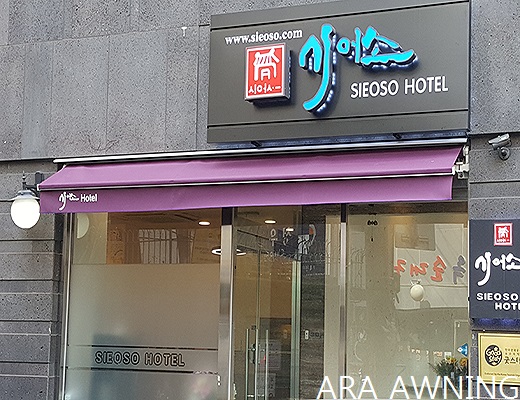 www.sieoso.com
시어소
시어소
SIEOSO HOTEL
시어소 Hotel
SIEOSO HOTEL
시어소
SIEOSO
HOTEL
ARA AWNING